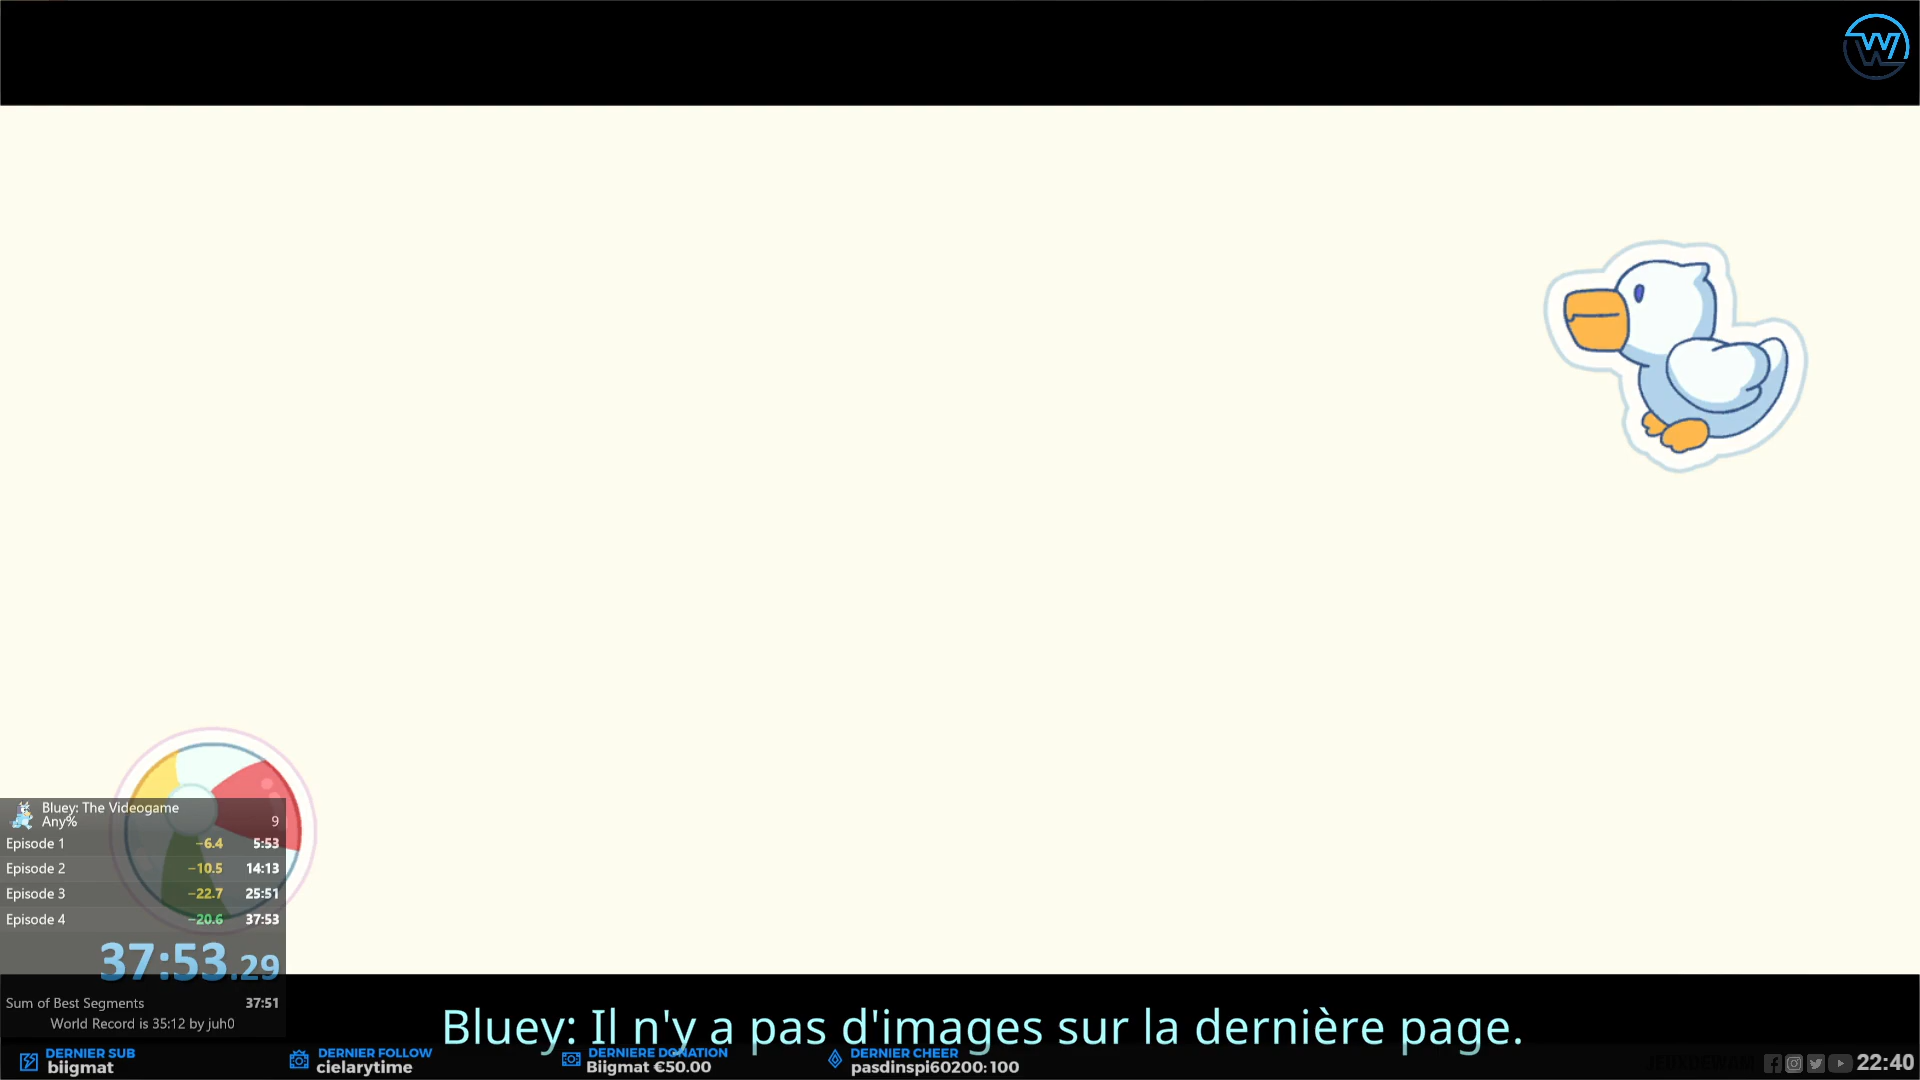 Bluey: The Videogame
Any% 9
Episode 1 −6.4 5:53
Episode 2 −10.5 14:13
Episode 3 −22.7 25:51
Episode 4 −20.6 37:53
37:53.29
Sum of Best Segments 37:51
World Record is 35:12 by juh0
Bluey: Il n'y a pas d'images sur la dernière page.
DERNIER SUB
biigmat
DERNIER FOLLOW
cielarytime
DERNIERE DONATION
Biigmat €50.00
DERNIER CHEER
pasdinspi60200:100
22:40